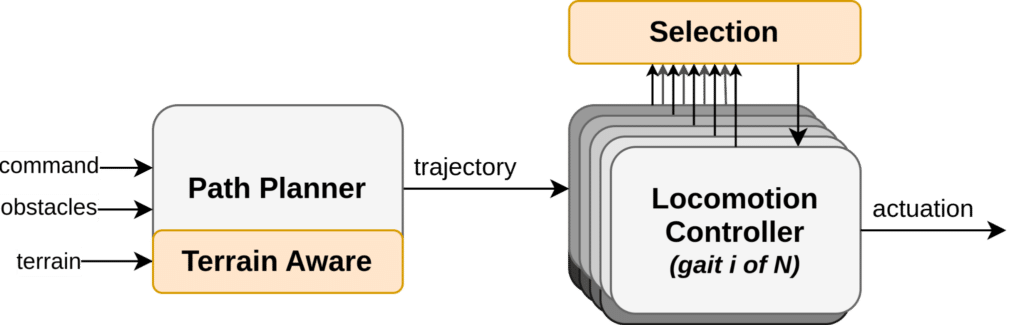 Selection
command
obstacles
terrain
Path Planner
Terrain Aware
trajectory
Locomotion
Controller
(gait i of N)
actuation